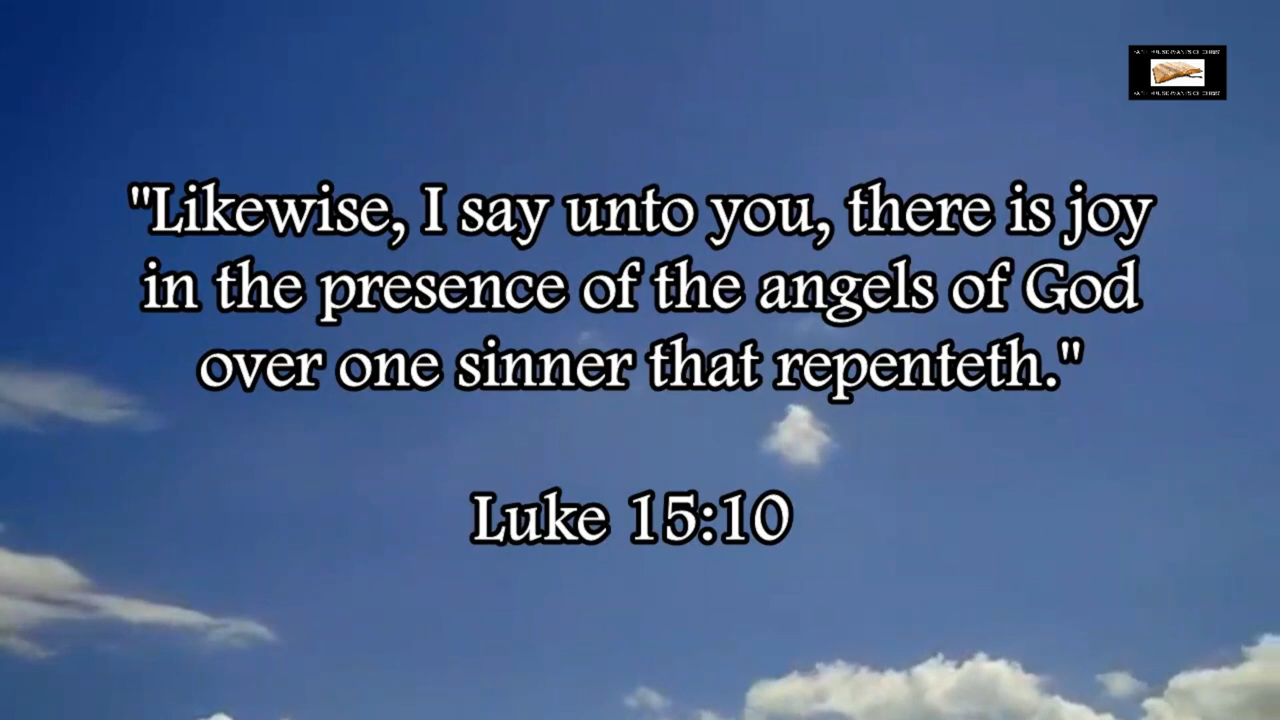 "Likewise, I say unto you, there is joy
in the presence of the angels of God
over one sinner that repenteth."
Luke 15:10